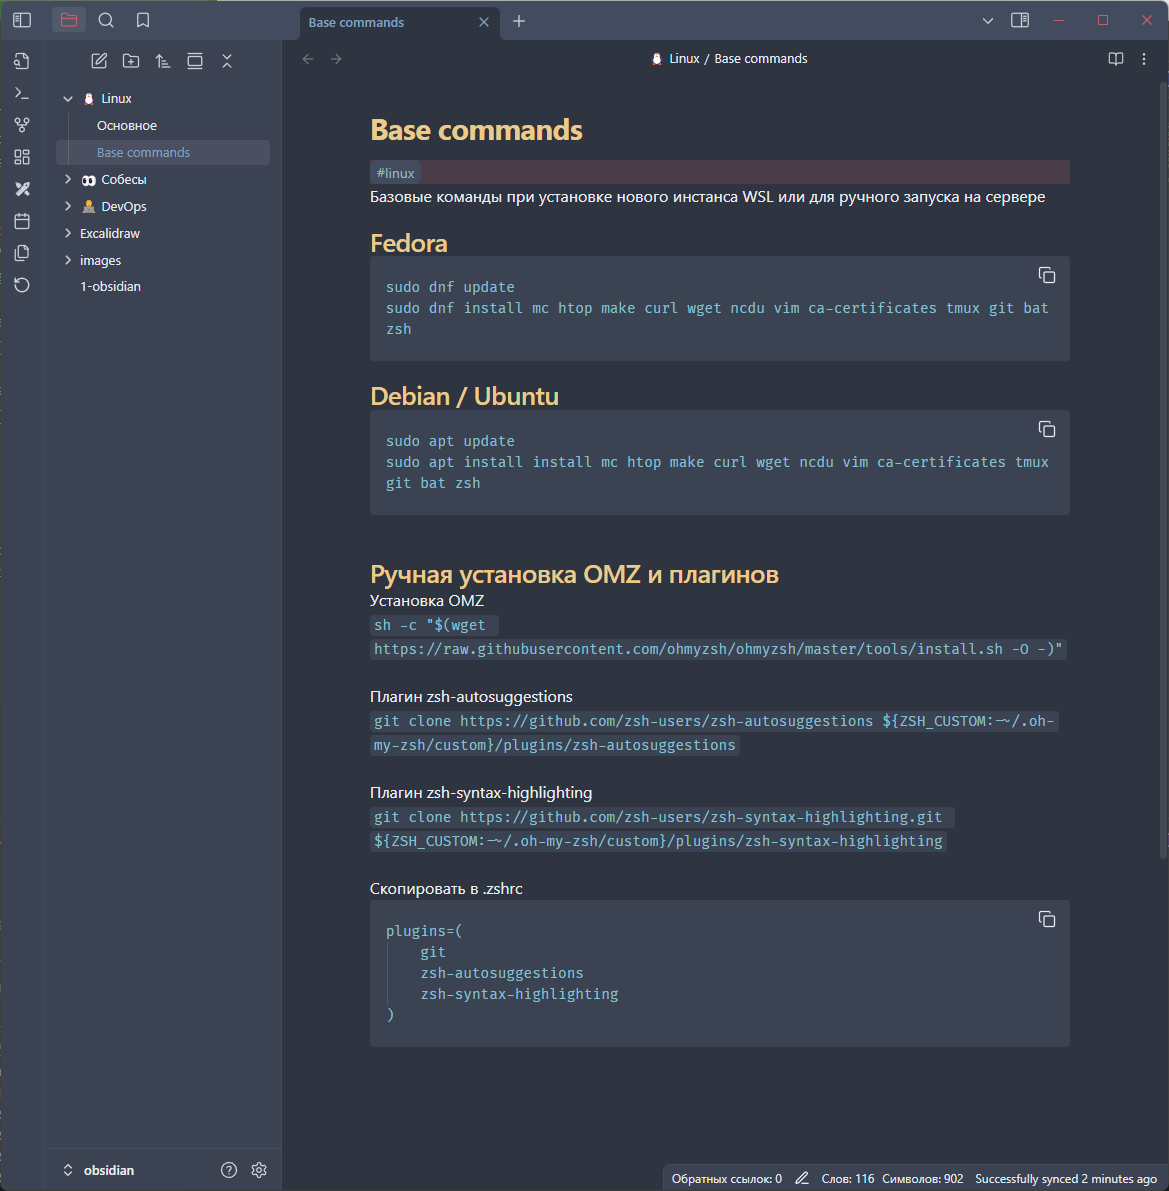 Base commands
Linux / Base commands
Linux
Основное
Base commands
Собесы
DevOps
Excalidraw
images
1-obsidian
Base commands
#linux
Базовые команды при установке нового инстанса WSL или для ручного запуска на сервере
Fedora
sudo dnf update
sudo dnf install mc htop make curl wget ncdu vim ca-certificates tmux git bat
zsh
Debian / Ubuntu
sudo apt update
sudo apt install install mc htop make curl wget ncdu vim ca-certificates tmux
git bat zsh
Ручная установка OMZ и плагинов
Установка OMZ
sh -c "$(wget
https://raw.githubusercontent.com/ohmyzsh/ohmyzsh/master/tools/install.sh -O -)"
Плагин zsh-autosuggestions
git clone https://github.com/zsh-users/zsh-autosuggestions ${ZSH_CUSTOM:-~/.oh-
my-zsh/custom}/plugins/zsh-autosuggestions
Плагин zsh-syntax-highlighting
git clone https://github.com/zsh-users/zsh-syntax-highlighting.git
${ZSH_CUSTOM:-~/.oh-my-zsh/custom}/plugins/zsh-syntax-highlighting
Скопировать в .zshrc
plugins=(
git
zsh-autosuggestions
zsh-syntax-highlighting
)
obsidian
Обратных ссылок: 0 Слов: 116 Символов: 902 Successfully synced 2 minutes ago